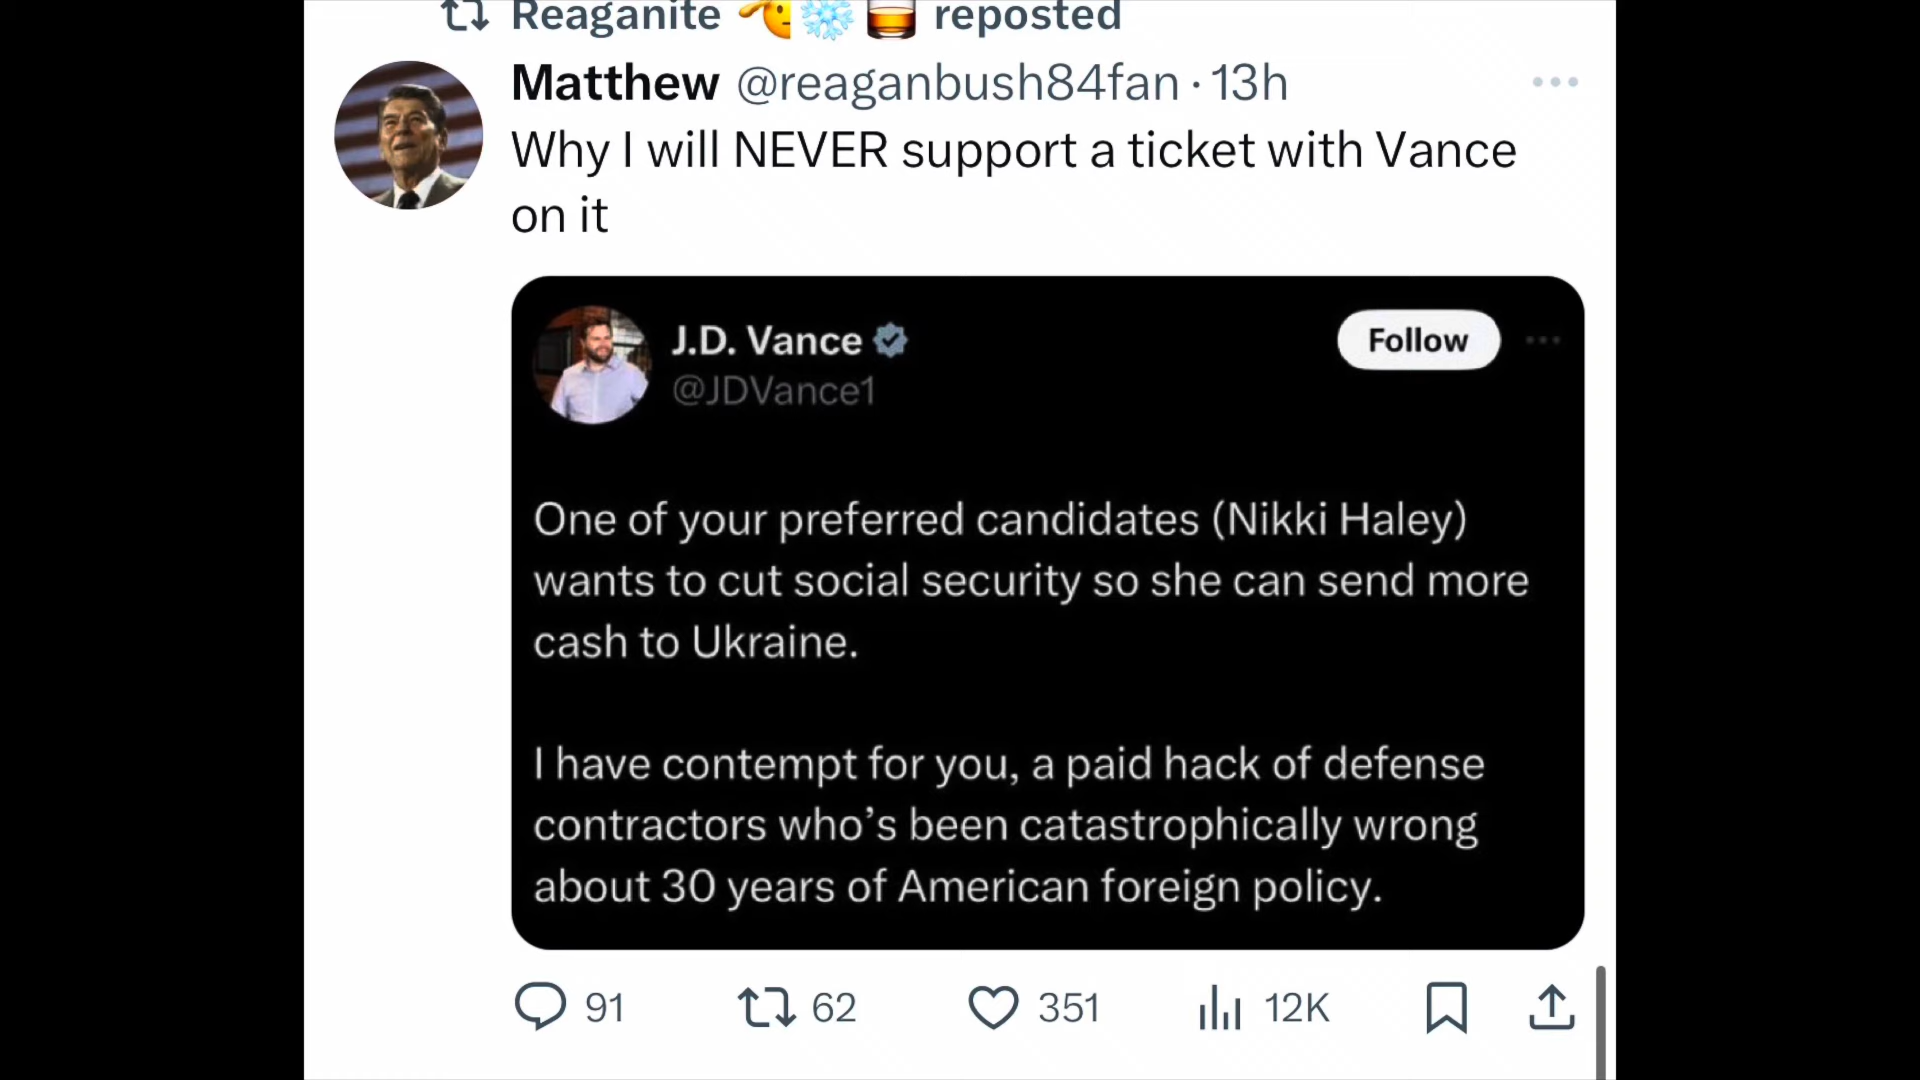 Reaganite reposted
Matthew @reaganbush84fan · 13h
Why I will NEVER support a ticket with Vance
on it
J.D. Vance
Follow
@JDVance1
One of your preferred candidates (Nikki Haley)
wants to cut social security so she can send more
cash to Ukraine.
I have contempt for you, a paid hack of defense
contractors who's been catastrophically wrong
about 30 years of American foreign policy.
91 62 351 12K